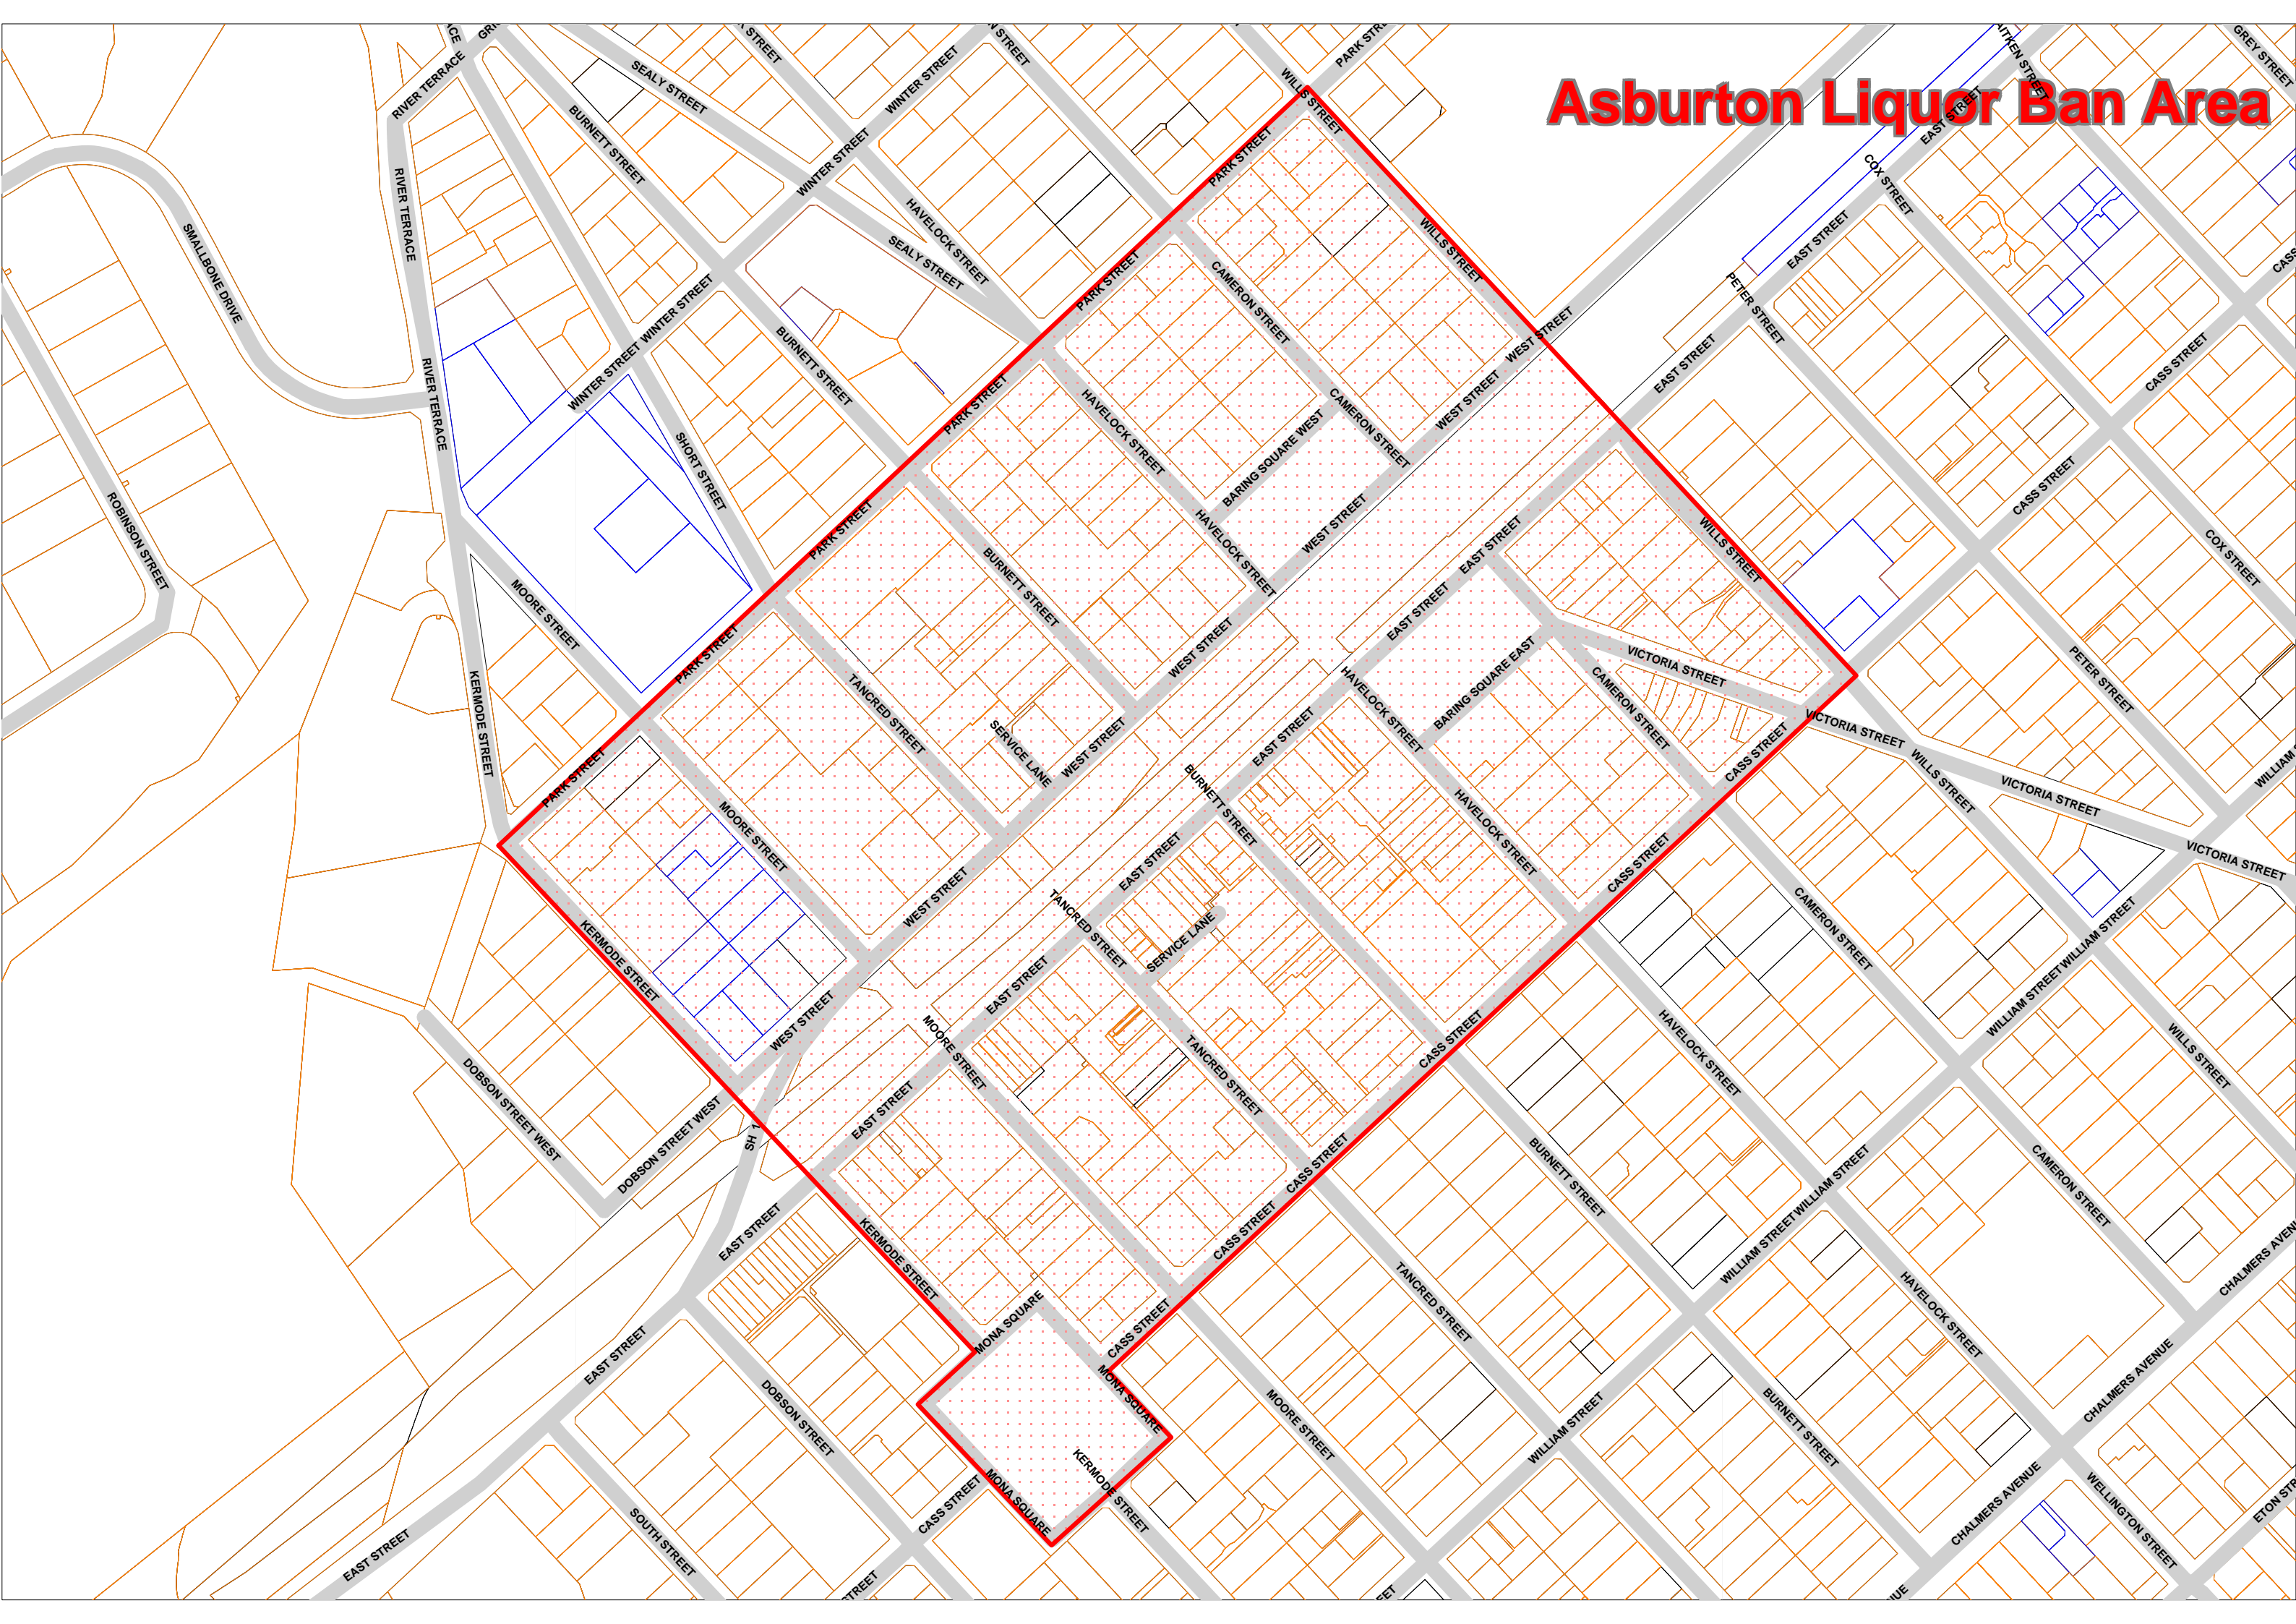 Asburton Liquor Ban Area
RIVER TERRACE
SEALY STREET
WINTER STREET
WILLS STREET
EAST STREET
GREY STREET
BURNETT STREET
WINTER STREET
PARK STREET
COX STREET
RIVER TERRACE
HAVELOCK STREET
SEALY STREET
WILLS STREET
EAST STREET
SMALLBONE DRIVE
CAMERON STREET
PARK STREET
PETER STREET
WINTER STREET
WINTER STREET
BURNETT STREET
WEST STREET
EAST STREET
CASS STREET
RIVER TERRACE
PARK STREET
HAVELOCK STREET
CAMERON STREET
WEST STREET
SHORT STREET
BARING SQUARE WEST
CASS STREET
ROBINSON STREET
PARK STREET
HAVELOCK STREET
WEST STREET
EAST STREET
WILLS STREET
COX STREET
MOORE STREET
BURNETT STREET
EAST STREET
PARK STREET
WEST STREET
VICTORIA STREET
PETER STREET
KERMODE STREET
TANCRED STREET
HAVELOCK STREET
BARING SQUARE EAST
CAMERON STREET
SERVICE LANE
WEST STREET
EAST STREET
VICTORIA STREET
CASS STREET
PARK STREET
MOORE STREET
BURNETT STREET
HAVELOCK STREET
WILLS STREET
VICTORIA STREET
VICTORIA STREET
WEST STREET
EAST STREET
CASS STREET
TANCRED STREET
SERVICE LANE
CAMERON STREET
WILLIAM STREET
WILLIAM STREET
KERMODE STREET
EAST STREET
WEST STREET
MOORE STREET
CASS STREET
HAVELOCK STREET
WILLS STREET
DOBSON STREET WEST
DOBSON STREET WEST
SH 1
EAST STREET
TANCRED STREET
CASS STREET
BURNETT STREET
WILLIAM STREET
WILLIAM STREET
CAMERON STREET
EAST STREET
KERMODE STREET
CASS STREET
WILLIAM STREET
MONA SQUARE
CASS STREET
TANCRED STREET
HAVELOCK STREET
EAST STREET
DOBSON STREET
MONA SQUARE
MOORE STREET
WILLIAM STREET
BURNETT STREET
CHALMERS AVENUE
KERMODE STREET
MONA SQUARE
CASS STREET
SOUTH STREET
EAST STREET
CHALMERS AVENUE
WELLINGTON STREET